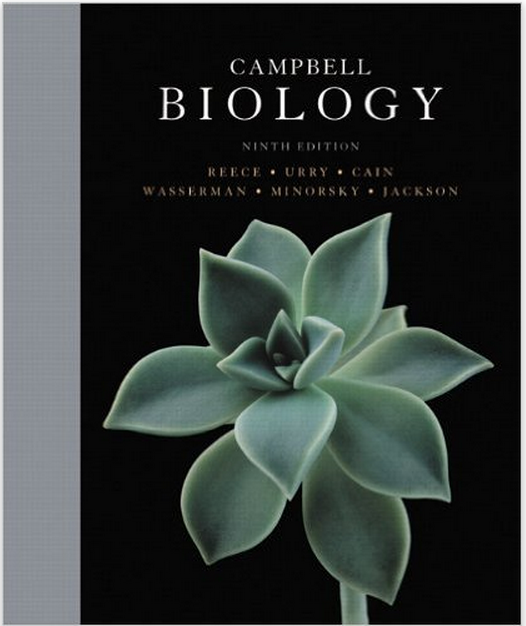 CAMPBELL
BIOLOGY
NINTH EDITION
REECE • URRY • CAIN
WASSERMAN • MINORSKY • JACKSON